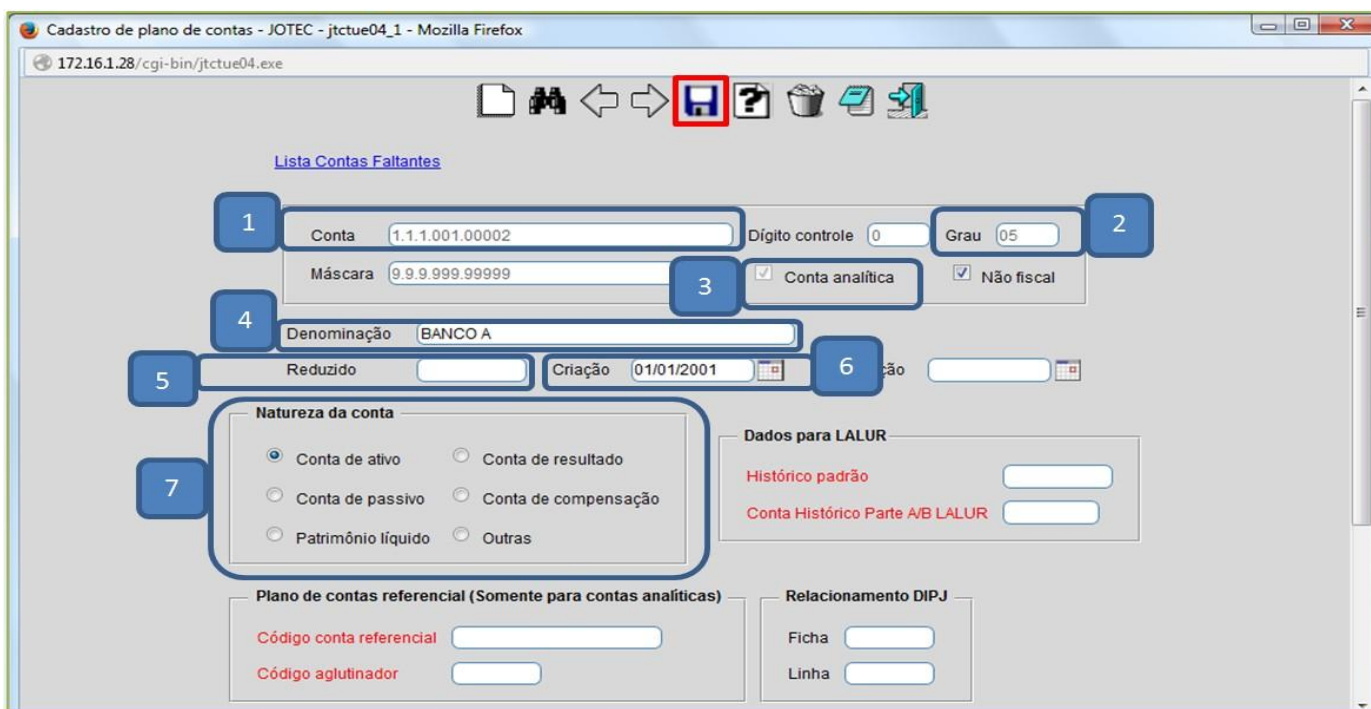 Cadastro de plano de contas - JOTEC - jtctue04_1 - Mozilla Firefox
172.16.1.28/cgi-bin/jtctue04.exe
Lista Contas Faltantes
1 Conta 1.1.1.001.00002 Dígito controle 0 Grau 05 2
Máscara 9.9.9.999.99999 3 Conta analítica Não fiscal
4 Denominação BANCO A
5 Reduzido Criação 01/01/2001 6 ção
Natureza da conta
Conta de ativo Conta de resultado
7 Conta de passivo Conta de compensação
Patrimônio líquido Outras
Dados para LALUR
Histórico padrão
Conta Histórico Parte A/B LALUR
Plano de contas referencial (Somente para contas analíticas)
Código conta referencial
Código aglutinador
Relacionamento DIPJ
Ficha
Linha